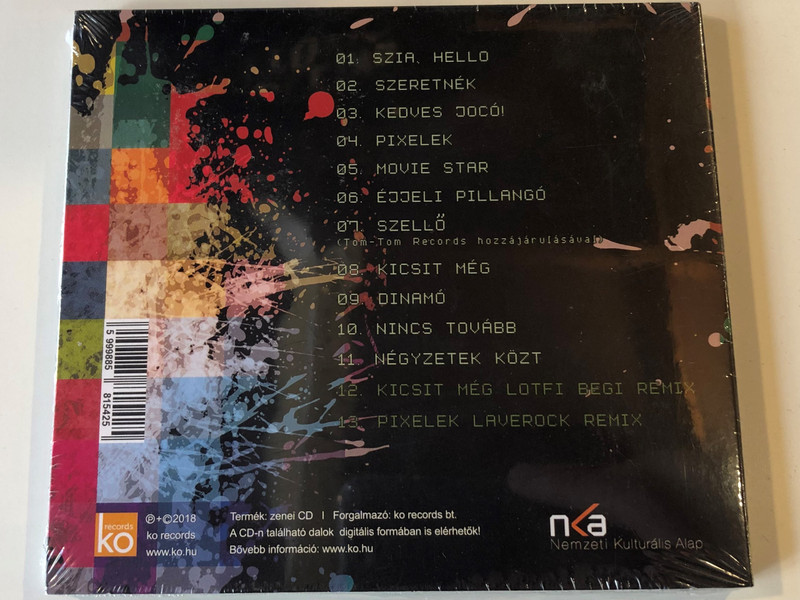 01. SZIA, HELLO
02. SZERETNÉK
03. KEDVES JOCÓ!
04. PIXELEK
05. MOVIE STAR
06. ÉJJELI PILLANGÓ
07. SZELLŐ
(Tom-Tom Records hozzájárulásával)
08. KICSIT MÉG
09. DINAMÓ
10. NINCS TOVÁBB
11. NÉGYZETEK KÖZT
12. KICSIT MÉG LOTFI BEGI REMIX
13. PIXELEK LAVEROCK REMIX
5 999885 815425
records
ko
℗+©2018
ko records
www.ko.hu
Termék: zenei CD I Forgalmazó: ko records bt.
A CD-n található dalok digitális formában is elérhetők!
Bővebb információ: www.ko.hu
nka
Nemzeti Kulturális Alap